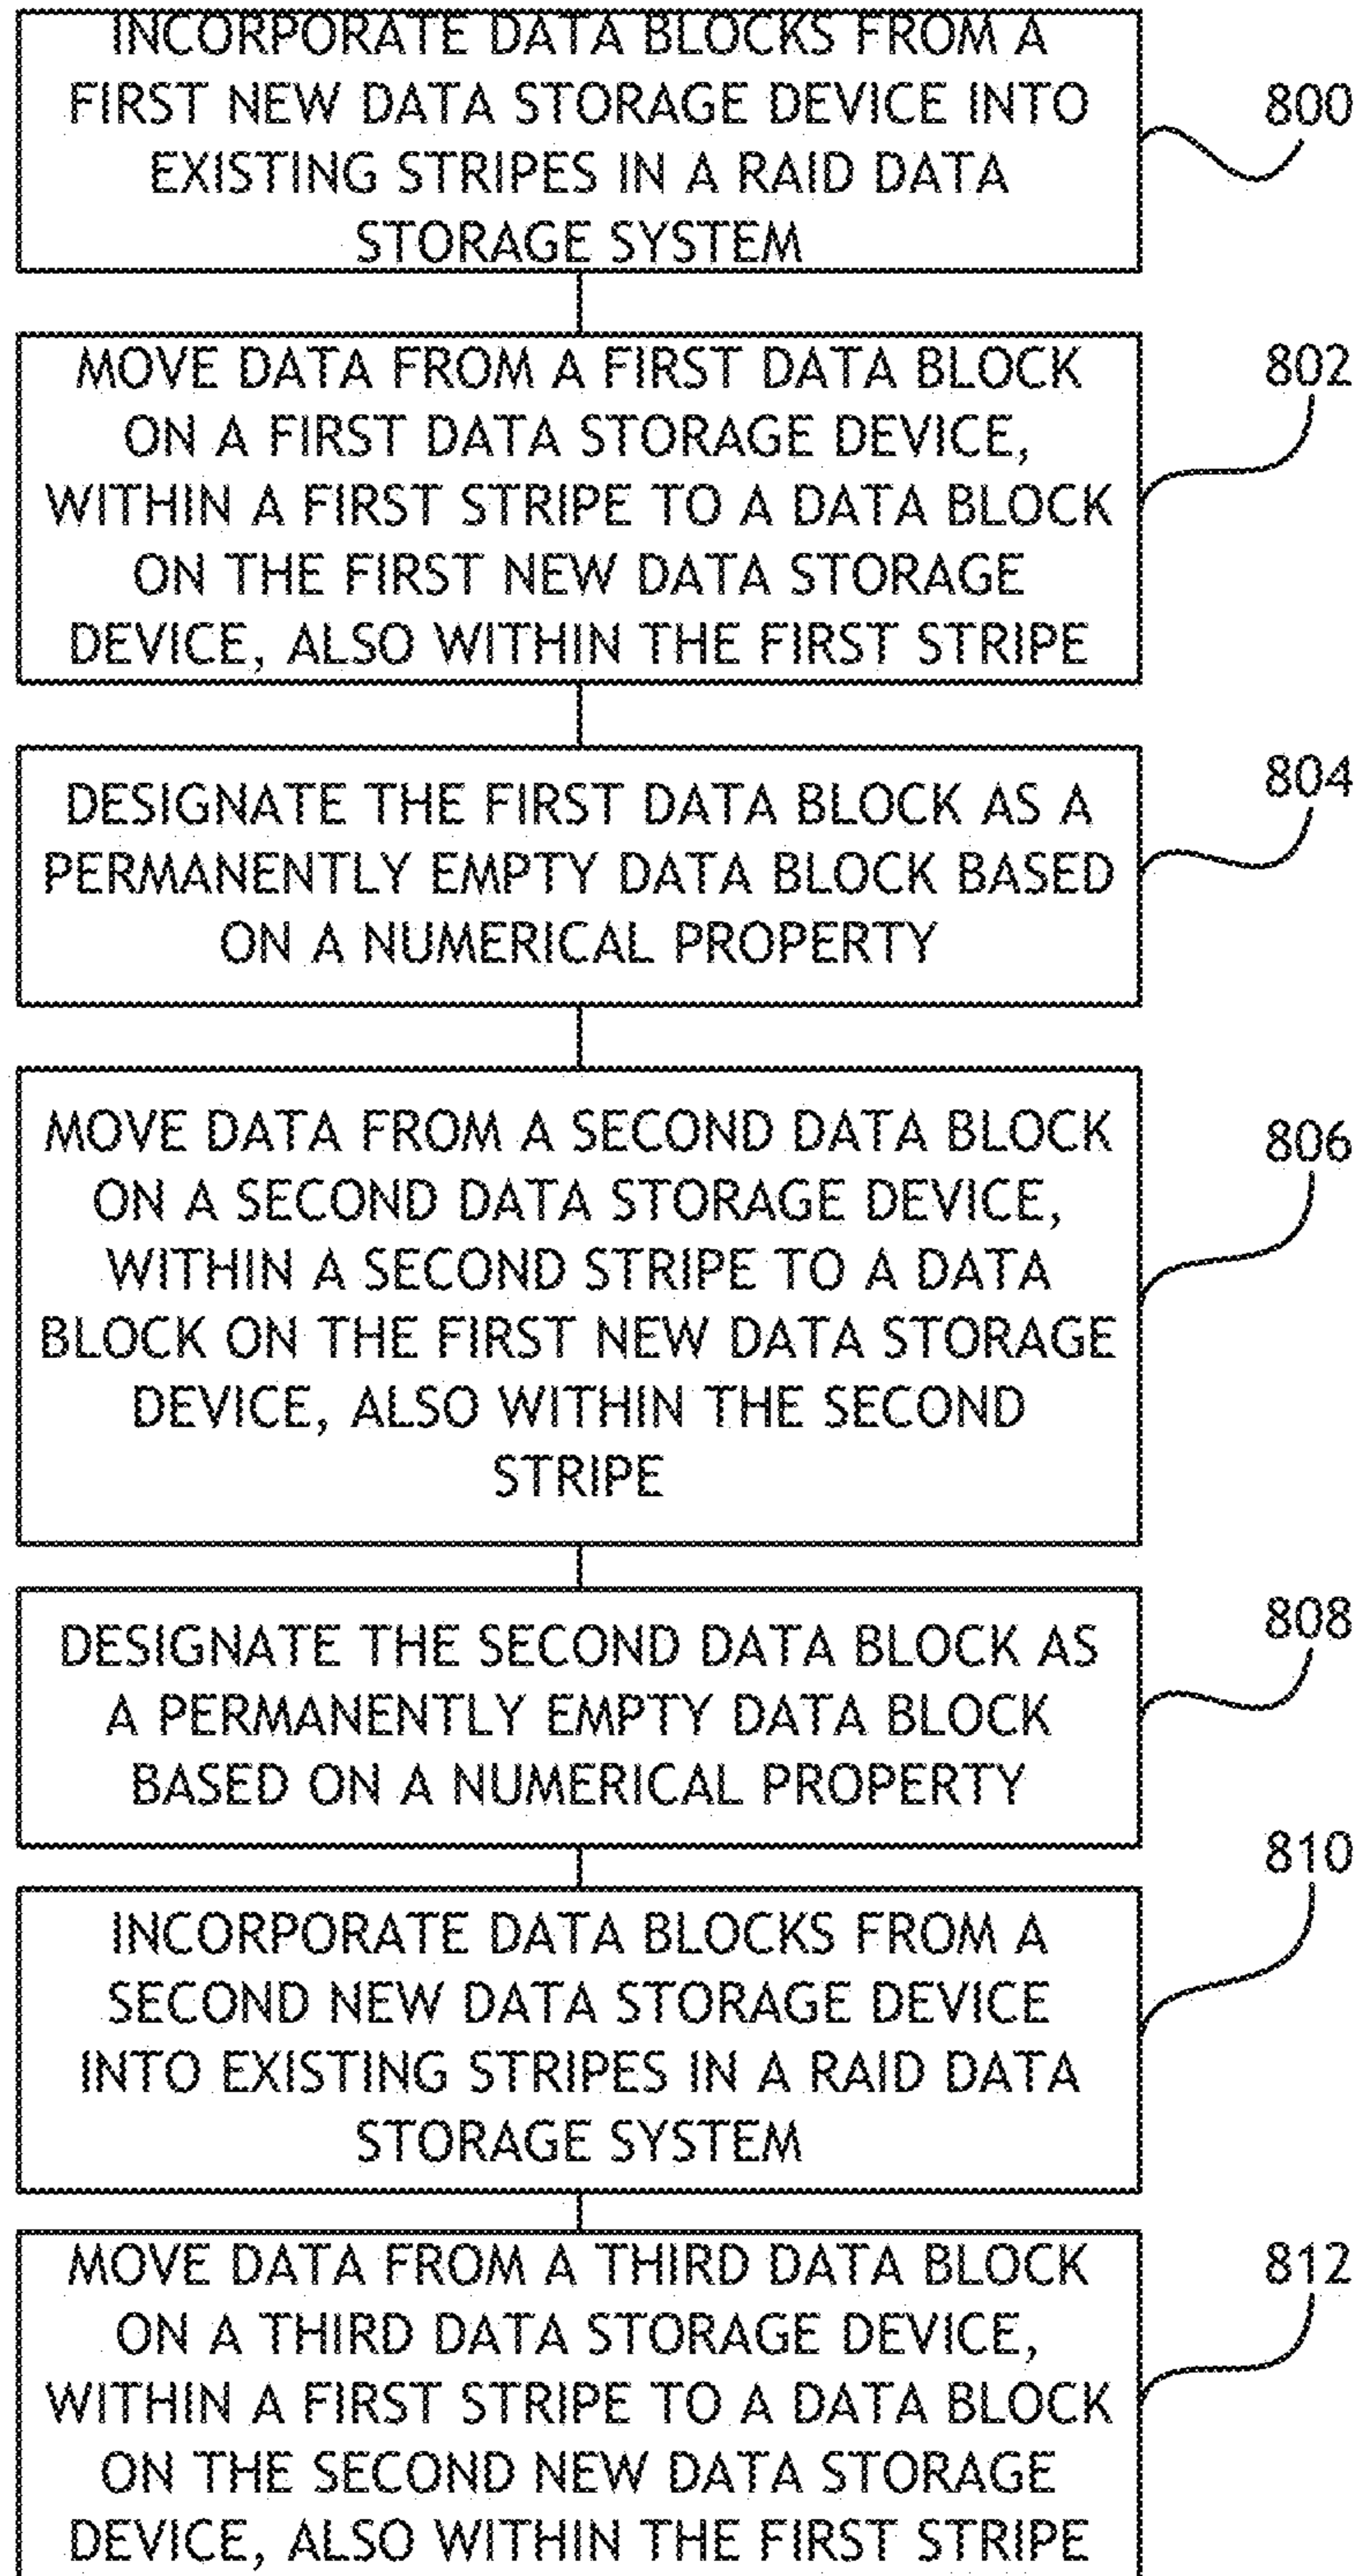 INCORPORATE DATA BLOCKS FROM A
FIRST NEW DATA STORAGE DEVICE INTO
EXISTING STRIPES IN A RAID DATA
STORAGE SYSTEM
800
MOVE DATA FROM A FIRST DATA BLOCK
ON A FIRST DATA STORAGE DEVICE,
WITHIN A FIRST STRIPE TO A DATA BLOCK
ON THE FIRST NEW DATA STORAGE
DEVICE, ALSO WITHIN THE FIRST STRIPE
802
DESIGNATE THE FIRST DATA BLOCK AS A
PERMANENTLY EMPTY DATA BLOCK BASED
ON A NUMERICAL PROPERTY
804
MOVE DATA FROM A SECOND DATA BLOCK
ON A SECOND DATA STORAGE DEVICE,
WITHIN A SECOND STRIPE TO A DATA
BLOCK ON THE FIRST NEW DATA STORAGE
DEVICE, ALSO WITHIN THE SECOND
STRIPE
806
DESIGNATE THE SECOND DATA BLOCK AS
A PERMANENTLY EMPTY DATA BLOCK
BASED ON A NUMERICAL PROPERTY
808
INCORPORATE DATA BLOCKS FROM A
SECOND NEW DATA STORAGE DEVICE
INTO EXISTING STRIPES IN A RAID DATA
STORAGE SYSTEM
810
MOVE DATA FROM A THIRD DATA BLOCK
ON A THIRD DATA STORAGE DEVICE,
WITHIN A FIRST STRIPE TO A DATA BLOCK
ON THE SECOND NEW DATA STORAGE
DEVICE, ALSO WITHIN THE FIRST STRIPE
812